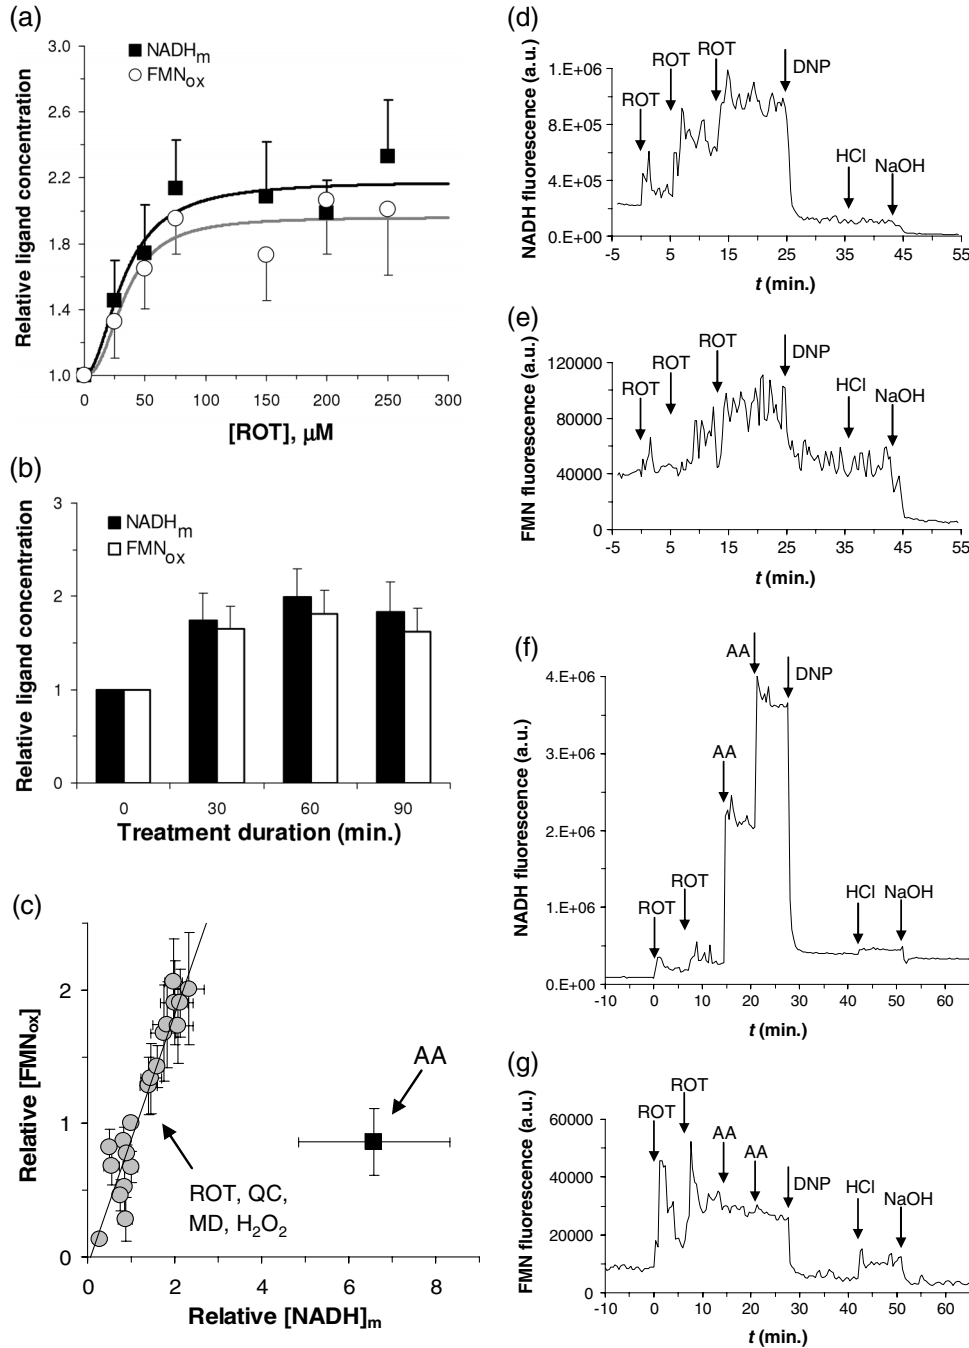 (a)
NADHm
FMNox
Relative ligand concentration
3.0
2.6
2.2
1.8
1.4
1.0
0 50 100 150 200 250 300
[ROT], μM
(b)
NADHm
FMNox
Relative ligand concentration
3
2
1
0
0 30 60 90
Treatment duration (min.)
(c)
Relative [FMNox]
2
1
0
AA
ROT, QC,
MD, H2O2
0 2 4 6 8
Relative [NADH]m
(d)
NADH fluorescence (a.u.)
1.E+06
8.E+05
4.E+05
0.E+00
ROT ROT ROT DNP HCl NaOH
-5 5 15 25 35 45 55
t (min.)
(e)
FMN fluorescence (a.u.)
120000
80000
40000
0
ROT ROT ROT DNP HCl NaOH
-5 5 15 25 35 45 55
t (min.)
(f)
NADH fluorescence (a.u.)
4.E+06
3.E+06
2.E+06
1.E+06
0.E+00
ROT ROT AA AA DNP HCl NaOH
-10 0 10 20 30 40 50 60
t (min.)
(g)
FMN fluorescence (a.u.)
60000
40000
20000
0
ROT ROT AA AA DNP HCl NaOH
-10 0 10 20 30 40 50 60
t (min.)